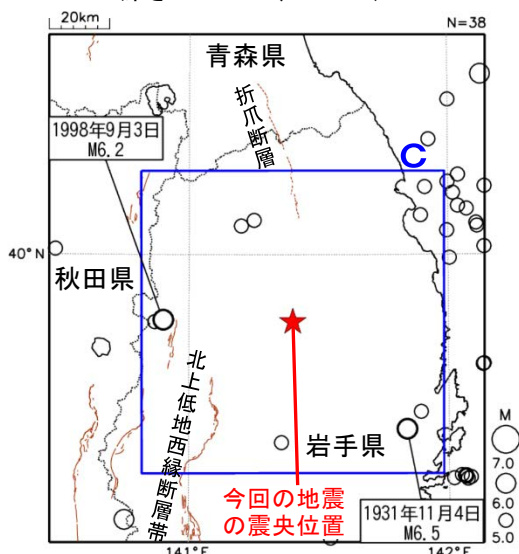 20km
N=38
青森県
折爪断層
1998年9月3日
M6.2
C
40°N
秋田県
北上低地西縁断層帯
岩手県
M
7.0
6.0
5.0
今回の地震
の震央位置
1931年11月4日
M6.5
141°E
142°E